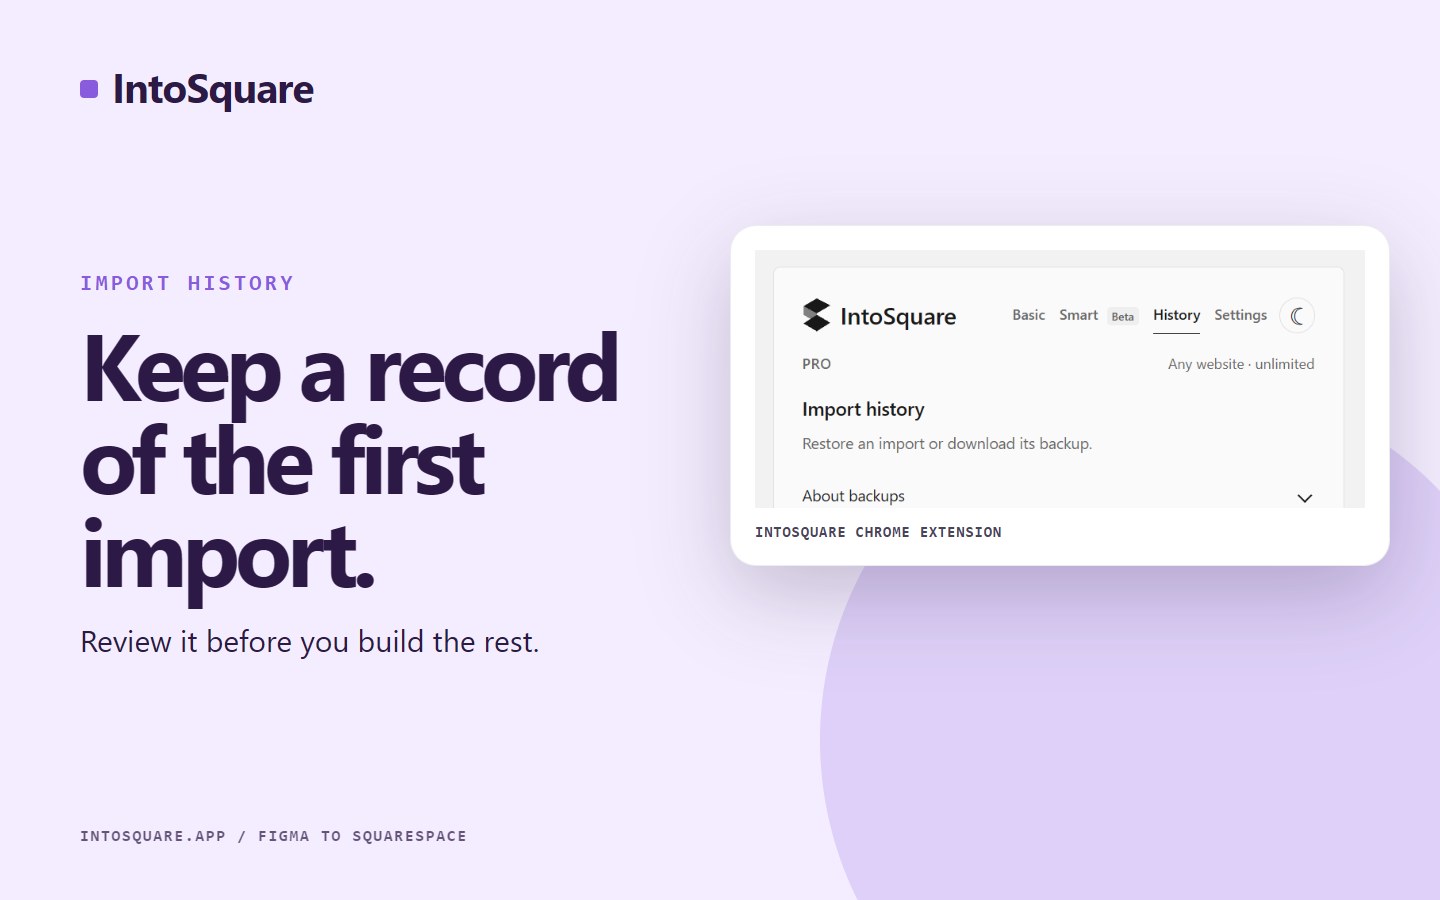 IntoSquare
IMPORT HISTORY
Keep a record
of the first
import.
Review it before you build the rest.
IntoSquare
Basic Smart Beta History Settings
PRO
Any website · unlimited
Import history
Restore an import or download its backup.
About backups
INTOSQUARE CHROME EXTENSION
INTOSQUARE.APP / FIGMA TO SQUARESPACE